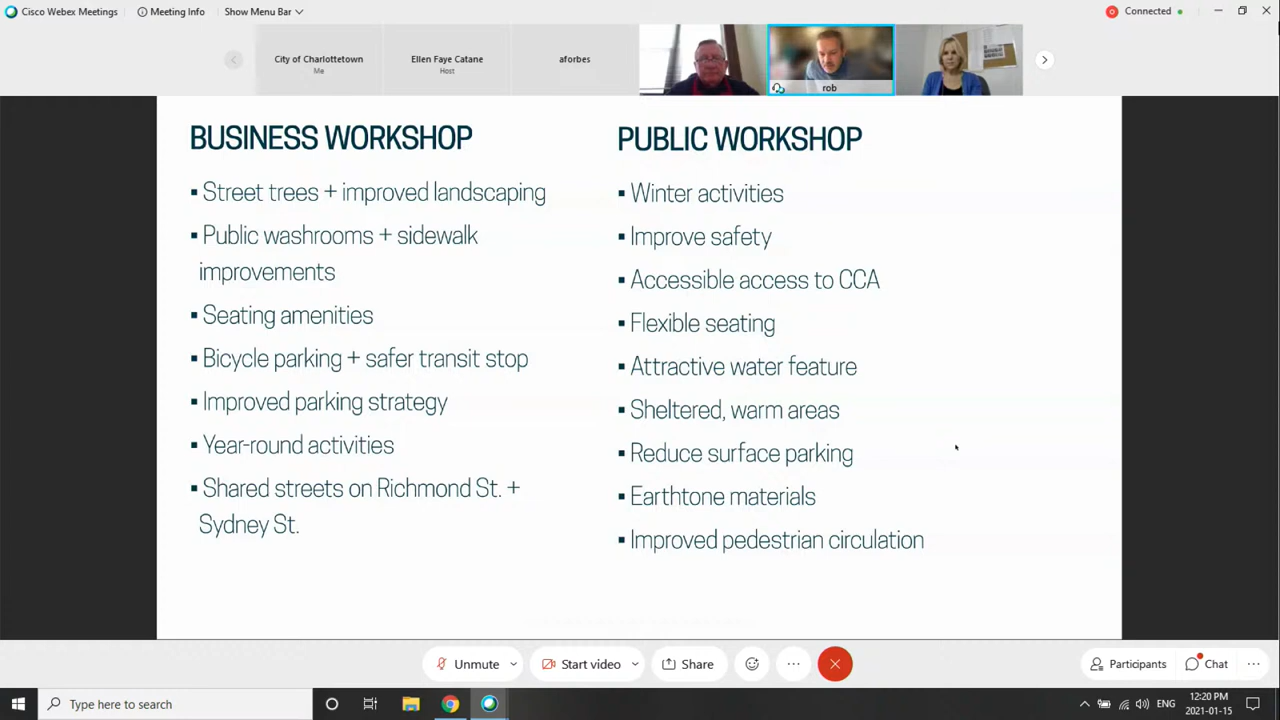 Cisco Webex Meetings
Meeting Info
Show Menu Bar
Connected
City of Charlottetown
Me
Ellen Faye Catane
Host
aforbes
rob
BUSINESS WORKSHOP
▪ Street trees + improved landscaping
▪ Public washrooms + sidewalk
improvements
▪ Seating amenities
▪ Bicycle parking + safer transit stop
▪ Improved parking strategy
▪ Year-round activities
▪ Shared streets on Richmond St. +
Sydney St.
PUBLIC WORKSHOP
▪ Winter activities
▪ Improve safety
▪ Accessible access to CCA
▪ Flexible seating
▪ Attractive water feature
▪ Sheltered, warm areas
▪ Reduce surface parking
▪ Earthtone materials
▪ Improved pedestrian circulation
Unmute
Start video
Share
Participants
Chat
Type here to search
ENG
12:20 PM
2021-01-15